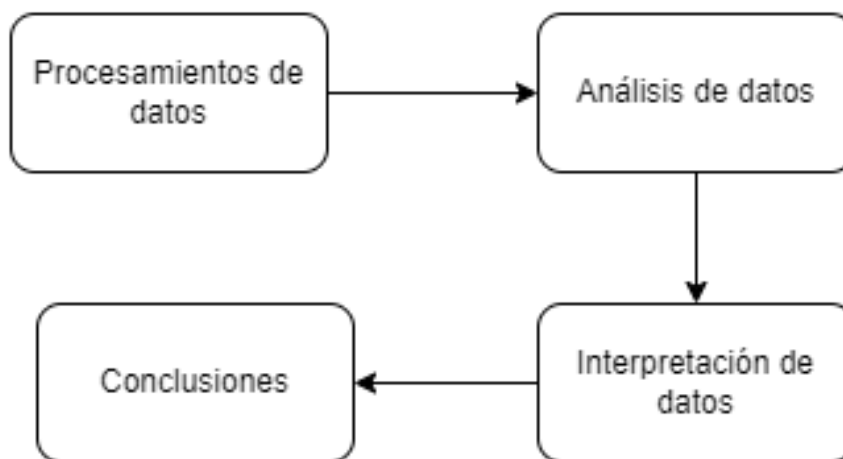 Procesamientos de
datos
Análisis de datos
Interpretación de
datos
Conclusiones